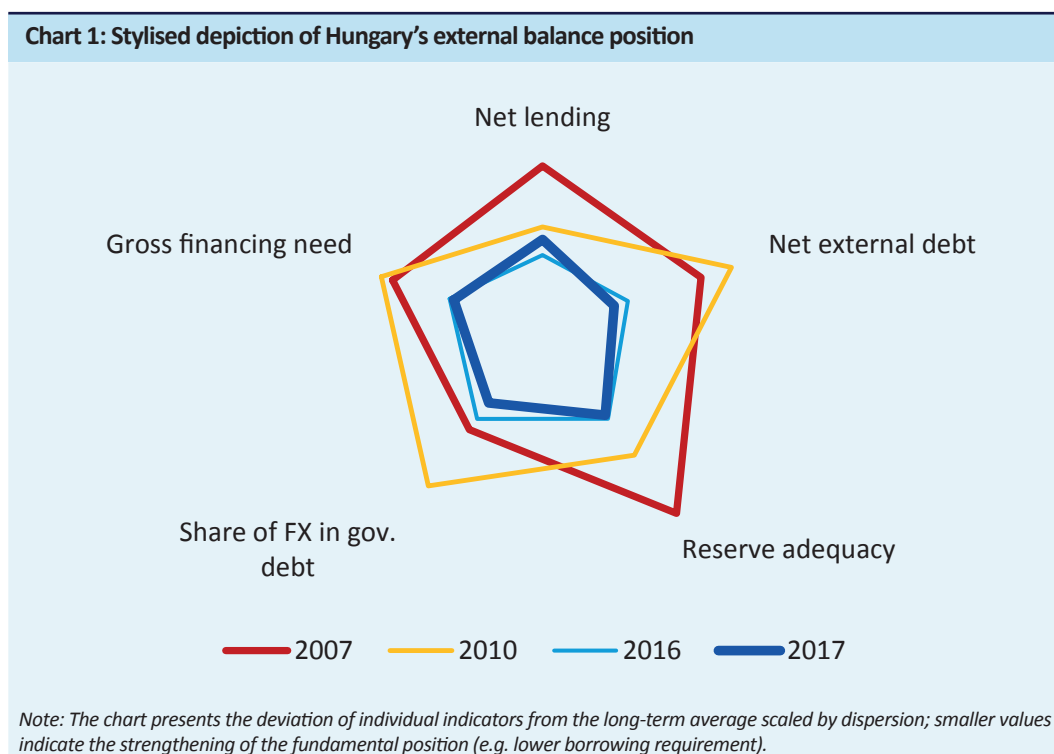 Chart 1: Stylised depiction of Hungary's external balance position
Net lending
Gross financing need
Net external debt
Share of FX in gov.
debt
Reserve adequacy
2007
2010
2016
2017
Note: The chart presents the deviation of individual indicators from the long-term average scaled by dispersion; smaller values
indicate the strengthening of the fundamental position (e.g. lower borrowing requirement).